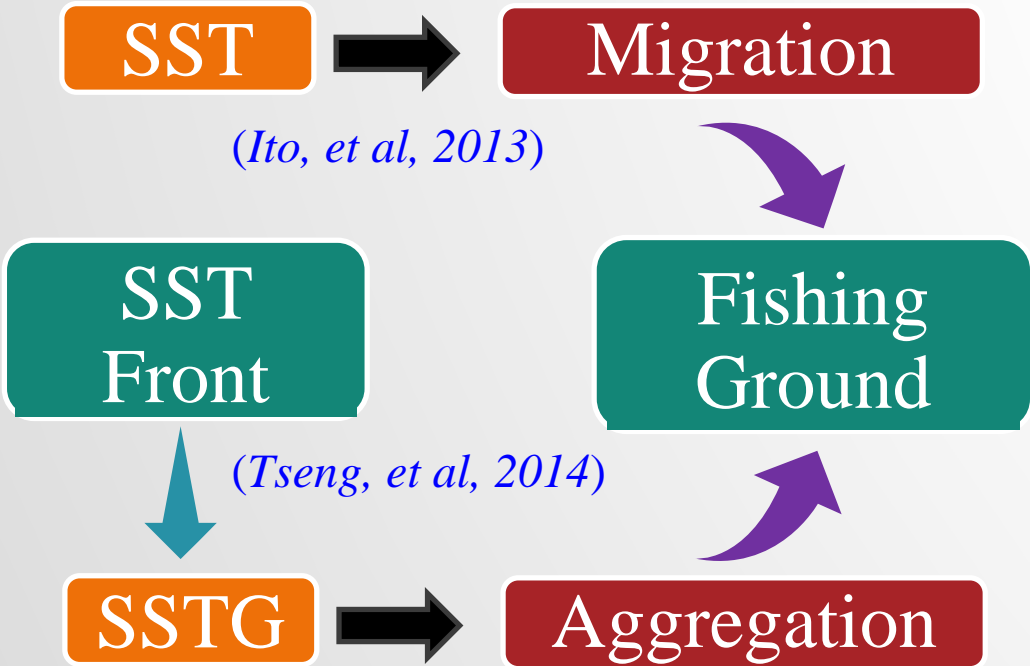 SST
Migration
(Ito, et al, 2013)
SST
Front
Fishing
Ground
(Tseng, et al, 2014)
SSTG
Aggregation